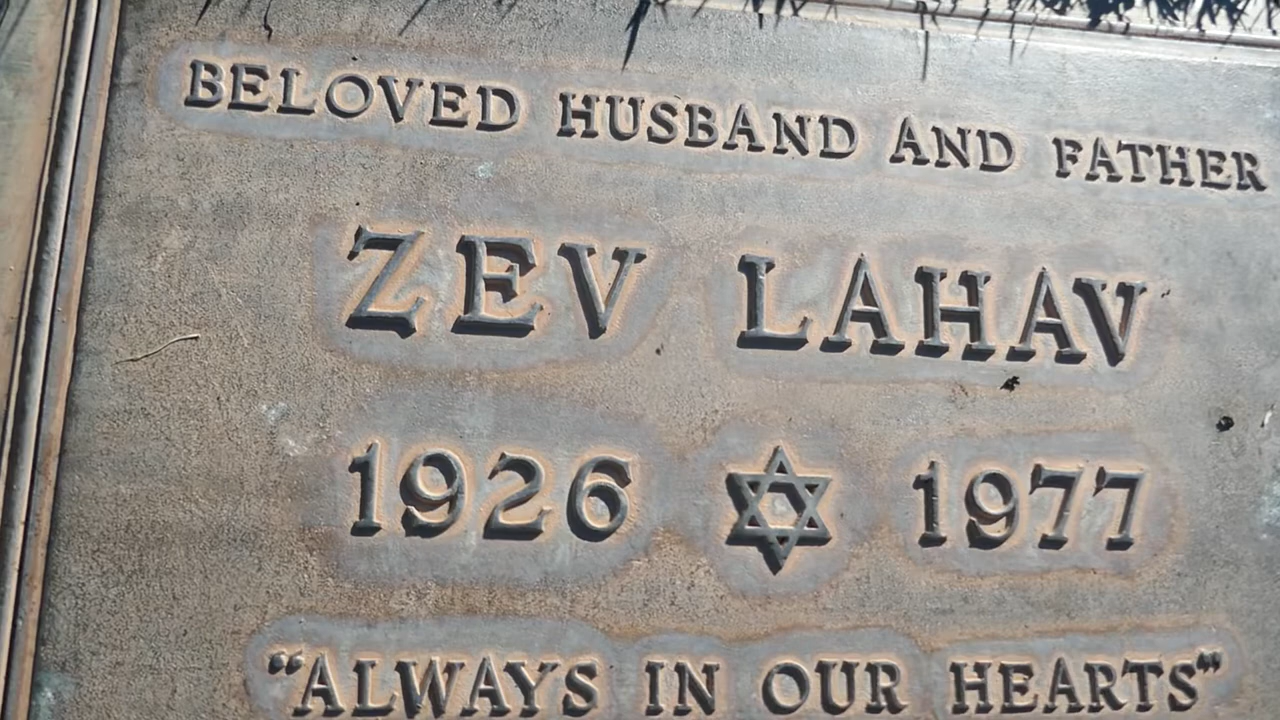 BELOVED HUSBAND AND FATHER
ZEV LAHAV
1926 ✡ 1977
“ALWAYS IN OUR HEARTS”